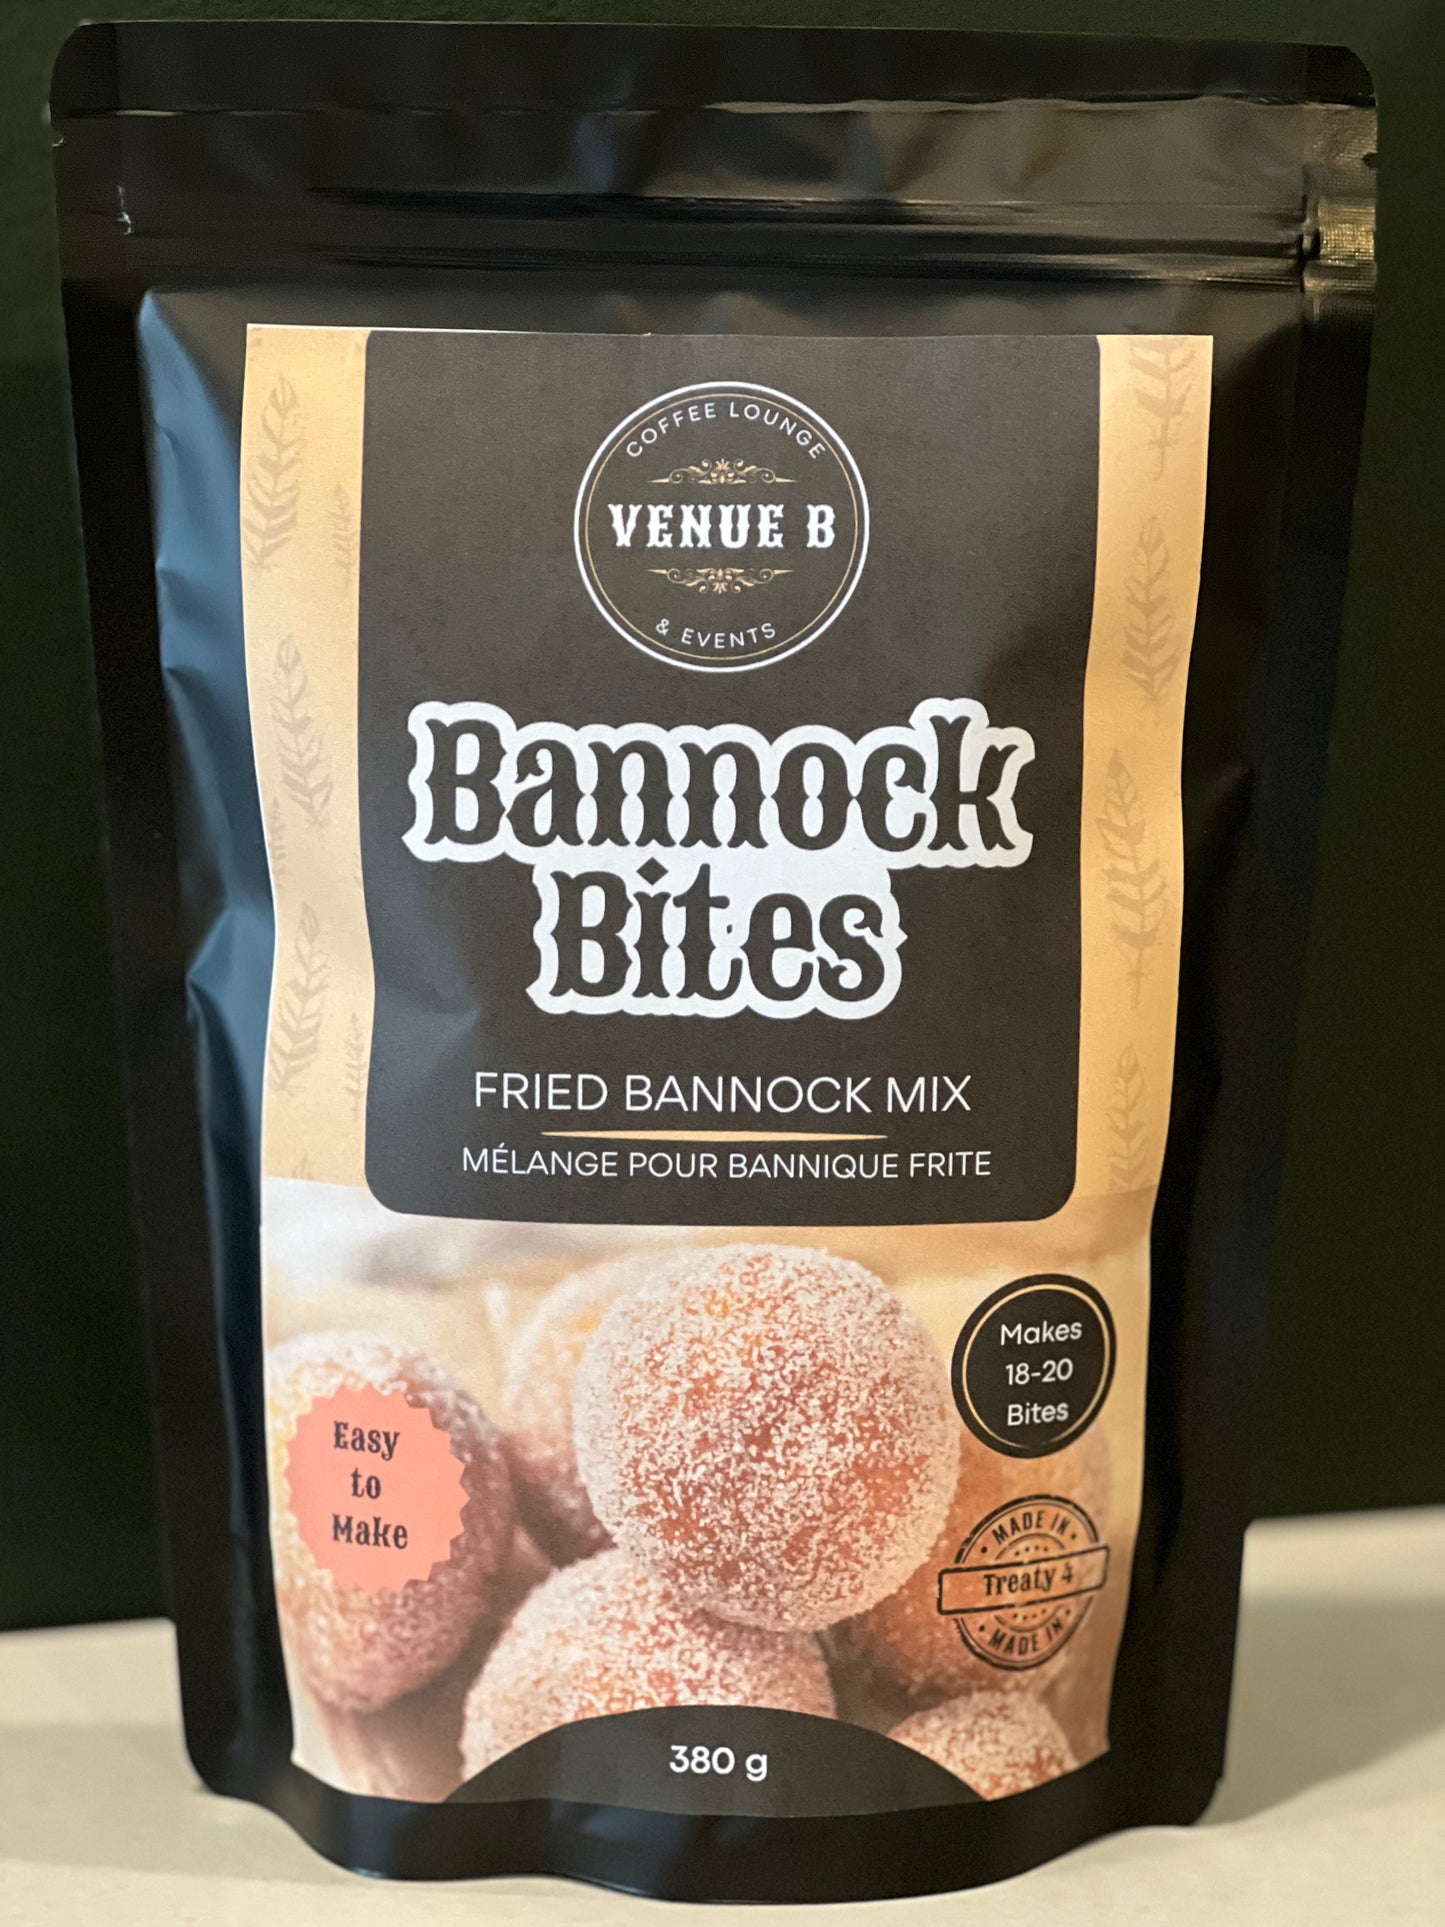 COFFEE LOUNGE
VENUE B
& EVENTS
Bannock
Bites
FRIED BANNOCK MIX
MÉLANGE POUR BANNIQUE FRITE
Makes
18-20
Bites
Easy
to
Make
MADE IN
Treaty 4
MADE IN
380 g